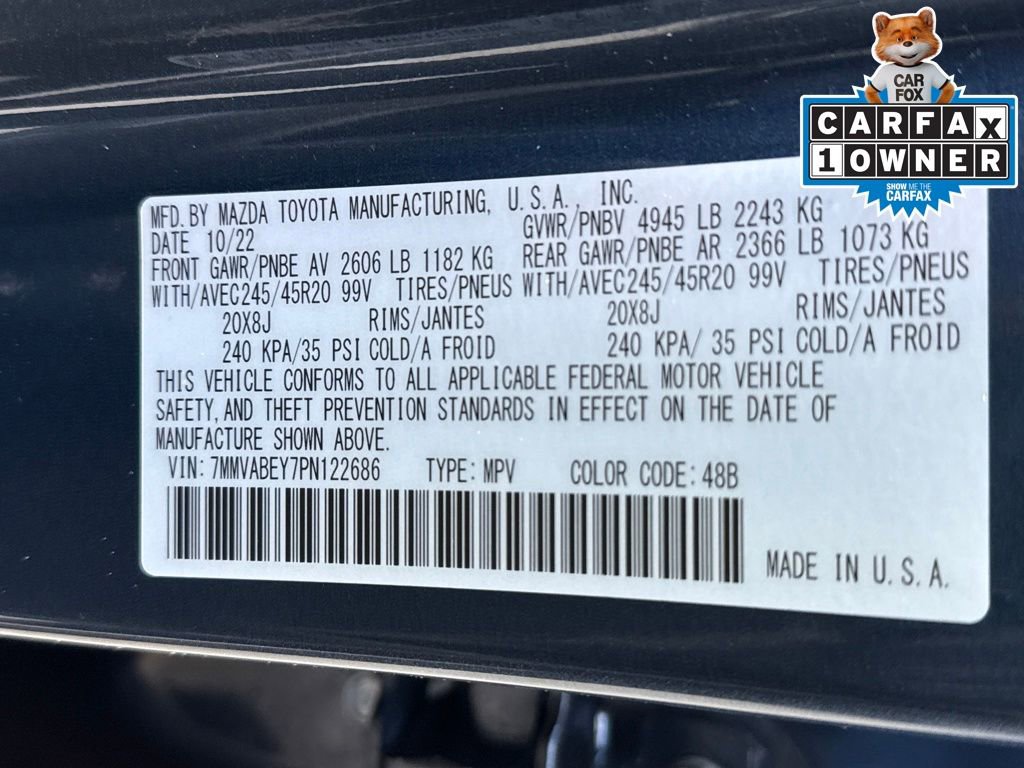 CAR
FOX
CARFAX
1 OWNER
SHOW ME THE
CARFAX
MFD. BY MAZDA TOYOTA MANUFACTURING, U.S.A., INC.
DATE 10/22 GVWR/PNBV 4945 LB 2243 KG
FRONT GAWR/PNBE AV 2606 LB 1182 KG REAR GAWR/PNBE AR 2366 LB 1073 KG
WITH/AVEC245/45R20 99V TIRES/PNEUS WITH/AVEC245/45R20 99V TIRES/PNEUS
20X8J RIMS/JANTES 20X8J RIMS/JANTES
240 KPA/35 PSI COLD/A FROID 240 KPA/ 35 PSI COLD/A FROID
THIS VEHICLE CONFORMS TO ALL APPLICABLE FEDERAL MOTOR VEHICLE
SAFETY, AND THEFT PREVENTION STANDARDS IN EFFECT ON THE DATE OF
MANUFACTURE SHOWN ABOVE.
VIN: 7MMVABEY7PN122686 TYPE: MPV COLOR CODE: 48B
MADE IN U.S.A.